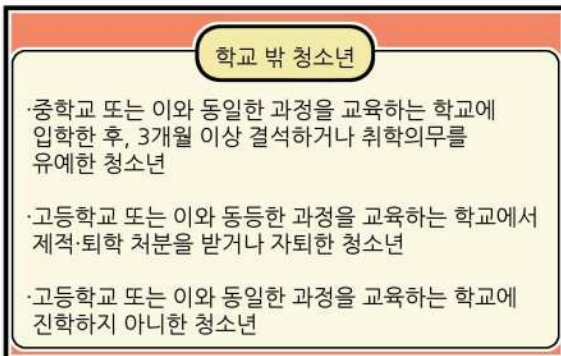 학교 밖 청소년
·중학교 또는 이와 동일한 과정을 교육하는 학교에
입학한 후, 3개월 이상 결석하거나 취학의무를
유예한 청소년
·고등학교 또는 이와 동등한 과정을 교육하는 학교에서
제적·퇴학 처분을 받거나 자퇴한 청소년
·고등학교 또는 이와 동일한 과정을 교육하는 학교에
진학하지 아니한 청소년